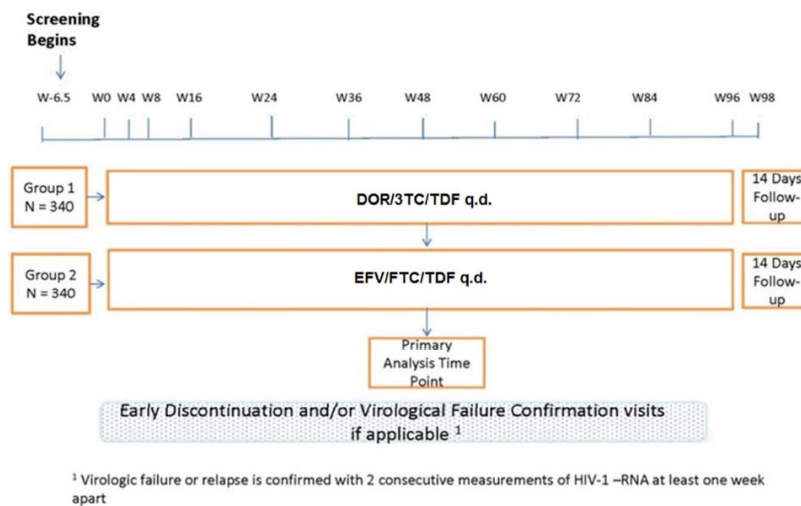 Screening
Begins
W-6.5 W0 W4 W8 W16 W24 W36 W48 W60 W72 W84 W96 W98
Group 1
N = 340
DOR/3TC/TDF q.d.
14 Days
Follow-
up
Group 2
N = 340
EFV/FTC/TDF q.d.
14 Days
Follow-
up
Primary
Analysis Time
Point
Early Discontinuation and/or Virological Failure Confirmation visits
if applicable 1
1 Virologic failure or relapse is confirmed with 2 consecutive measurements of HIV-1 –RNA at least one week
apart